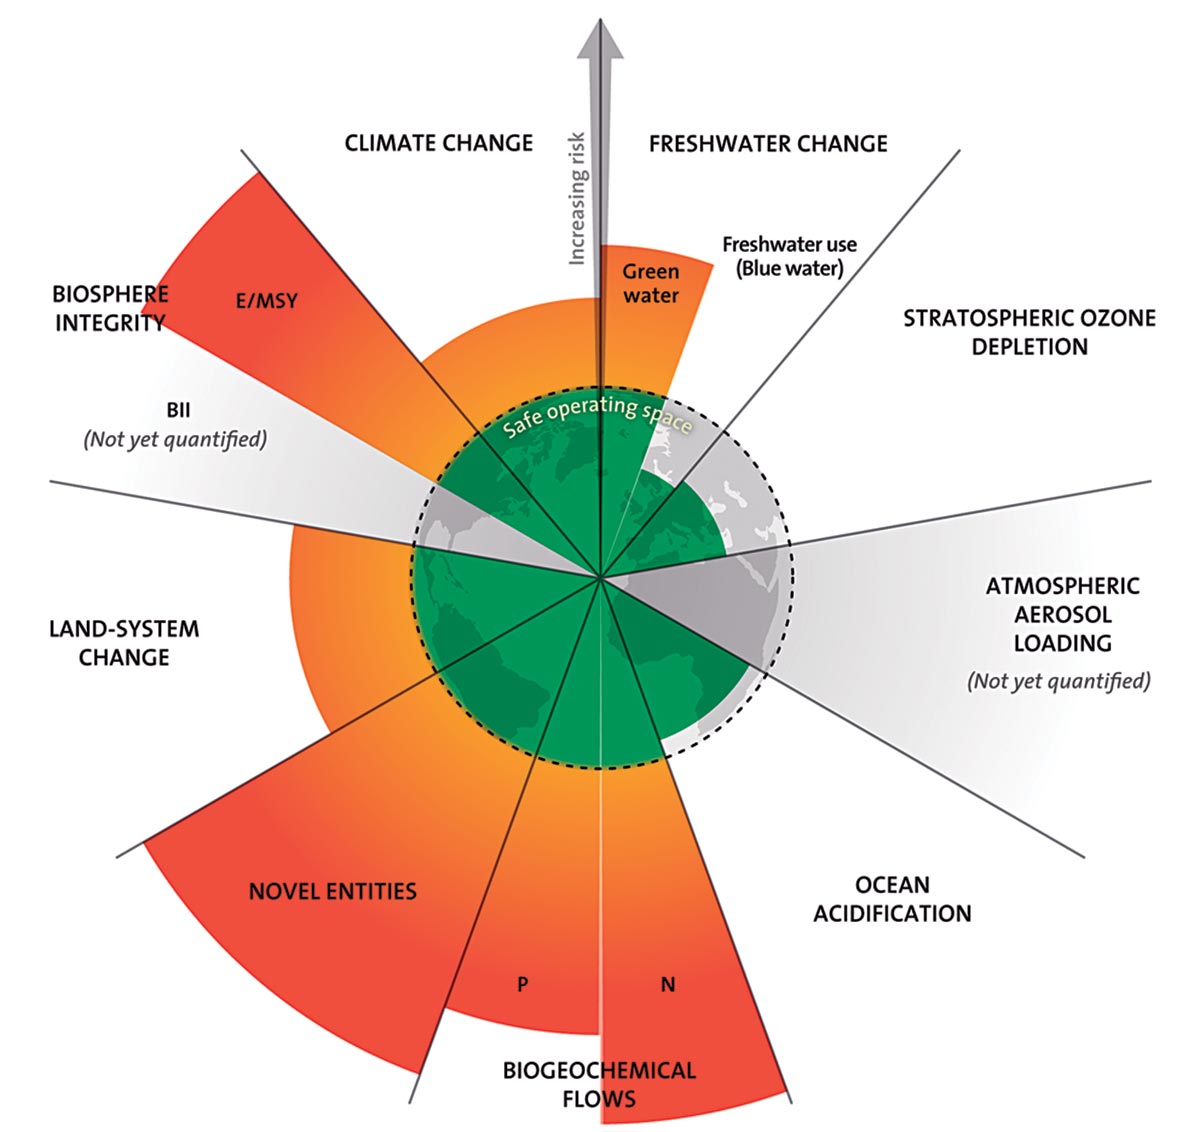 CLIMATE CHANGE
FRESHWATER CHANGE
Increasing risk
Freshwater use
(Blue water)
Green
water
BIOSPHERE
INTEGRITY
E/MSY
STRATOSPHERIC OZONE
DEPLETION
BII
(Not yet quantified)
Safe operating space
ATMOSPHERIC
AEROSOL
LOADING
(Not yet quantified)
LAND-SYSTEM
CHANGE
NOVEL ENTITIES
OCEAN
ACIDIFICATION
P
N
BIOGEOCHEMICAL
FLOWS